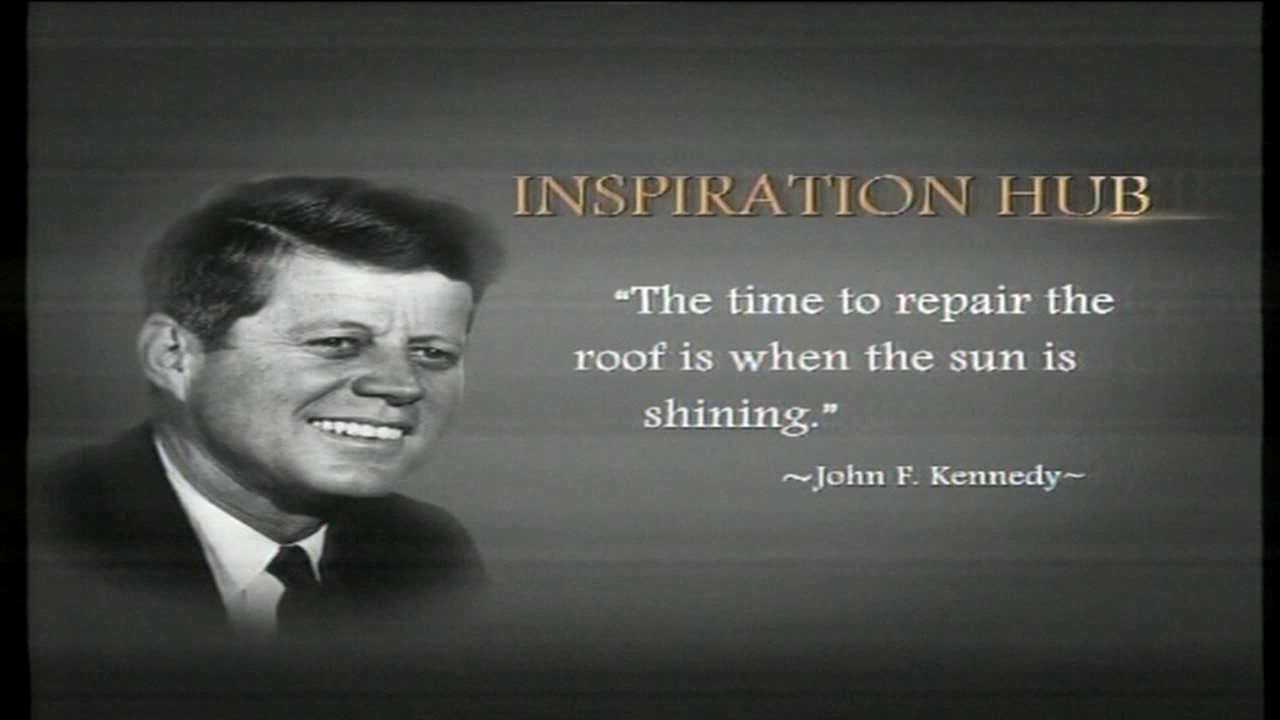 INSPIRATION HUB
“The time to repair the
roof is when the sun is
shining.”
~John F. Kennedy~